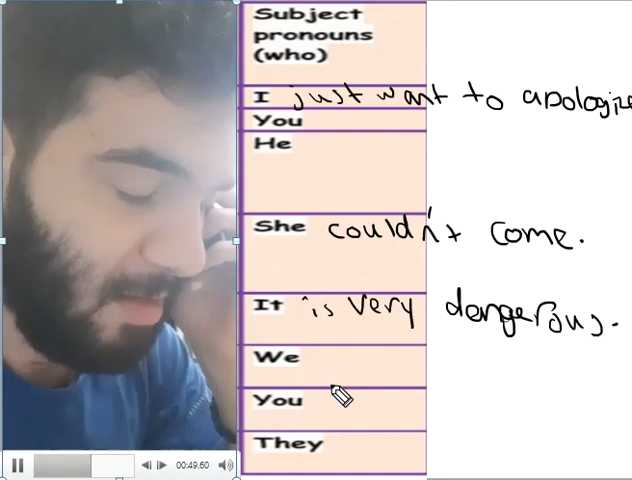 Subject
pronouns
(who)
I just want to apologize
You
He
She couldn't come.
It is very dangerous.
We
You
They
00:49.60